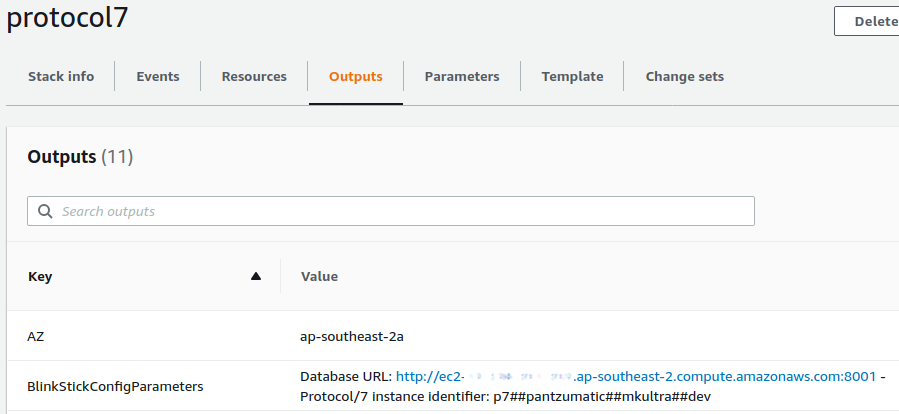 protocol7
Delete
Stack info
Events
Resources
Outputs
Parameters
Template
Change sets
Outputs (11)
Search outputs
Key
Value
AZ
ap-southeast-2a
BlinkStickConfigParameters
Database URL: http://ec2- .ap-southeast-2.compute.amazonaws.com:8001 -
Protocol/7 instance identifier: p7##pantzumatic##mkultra##dev